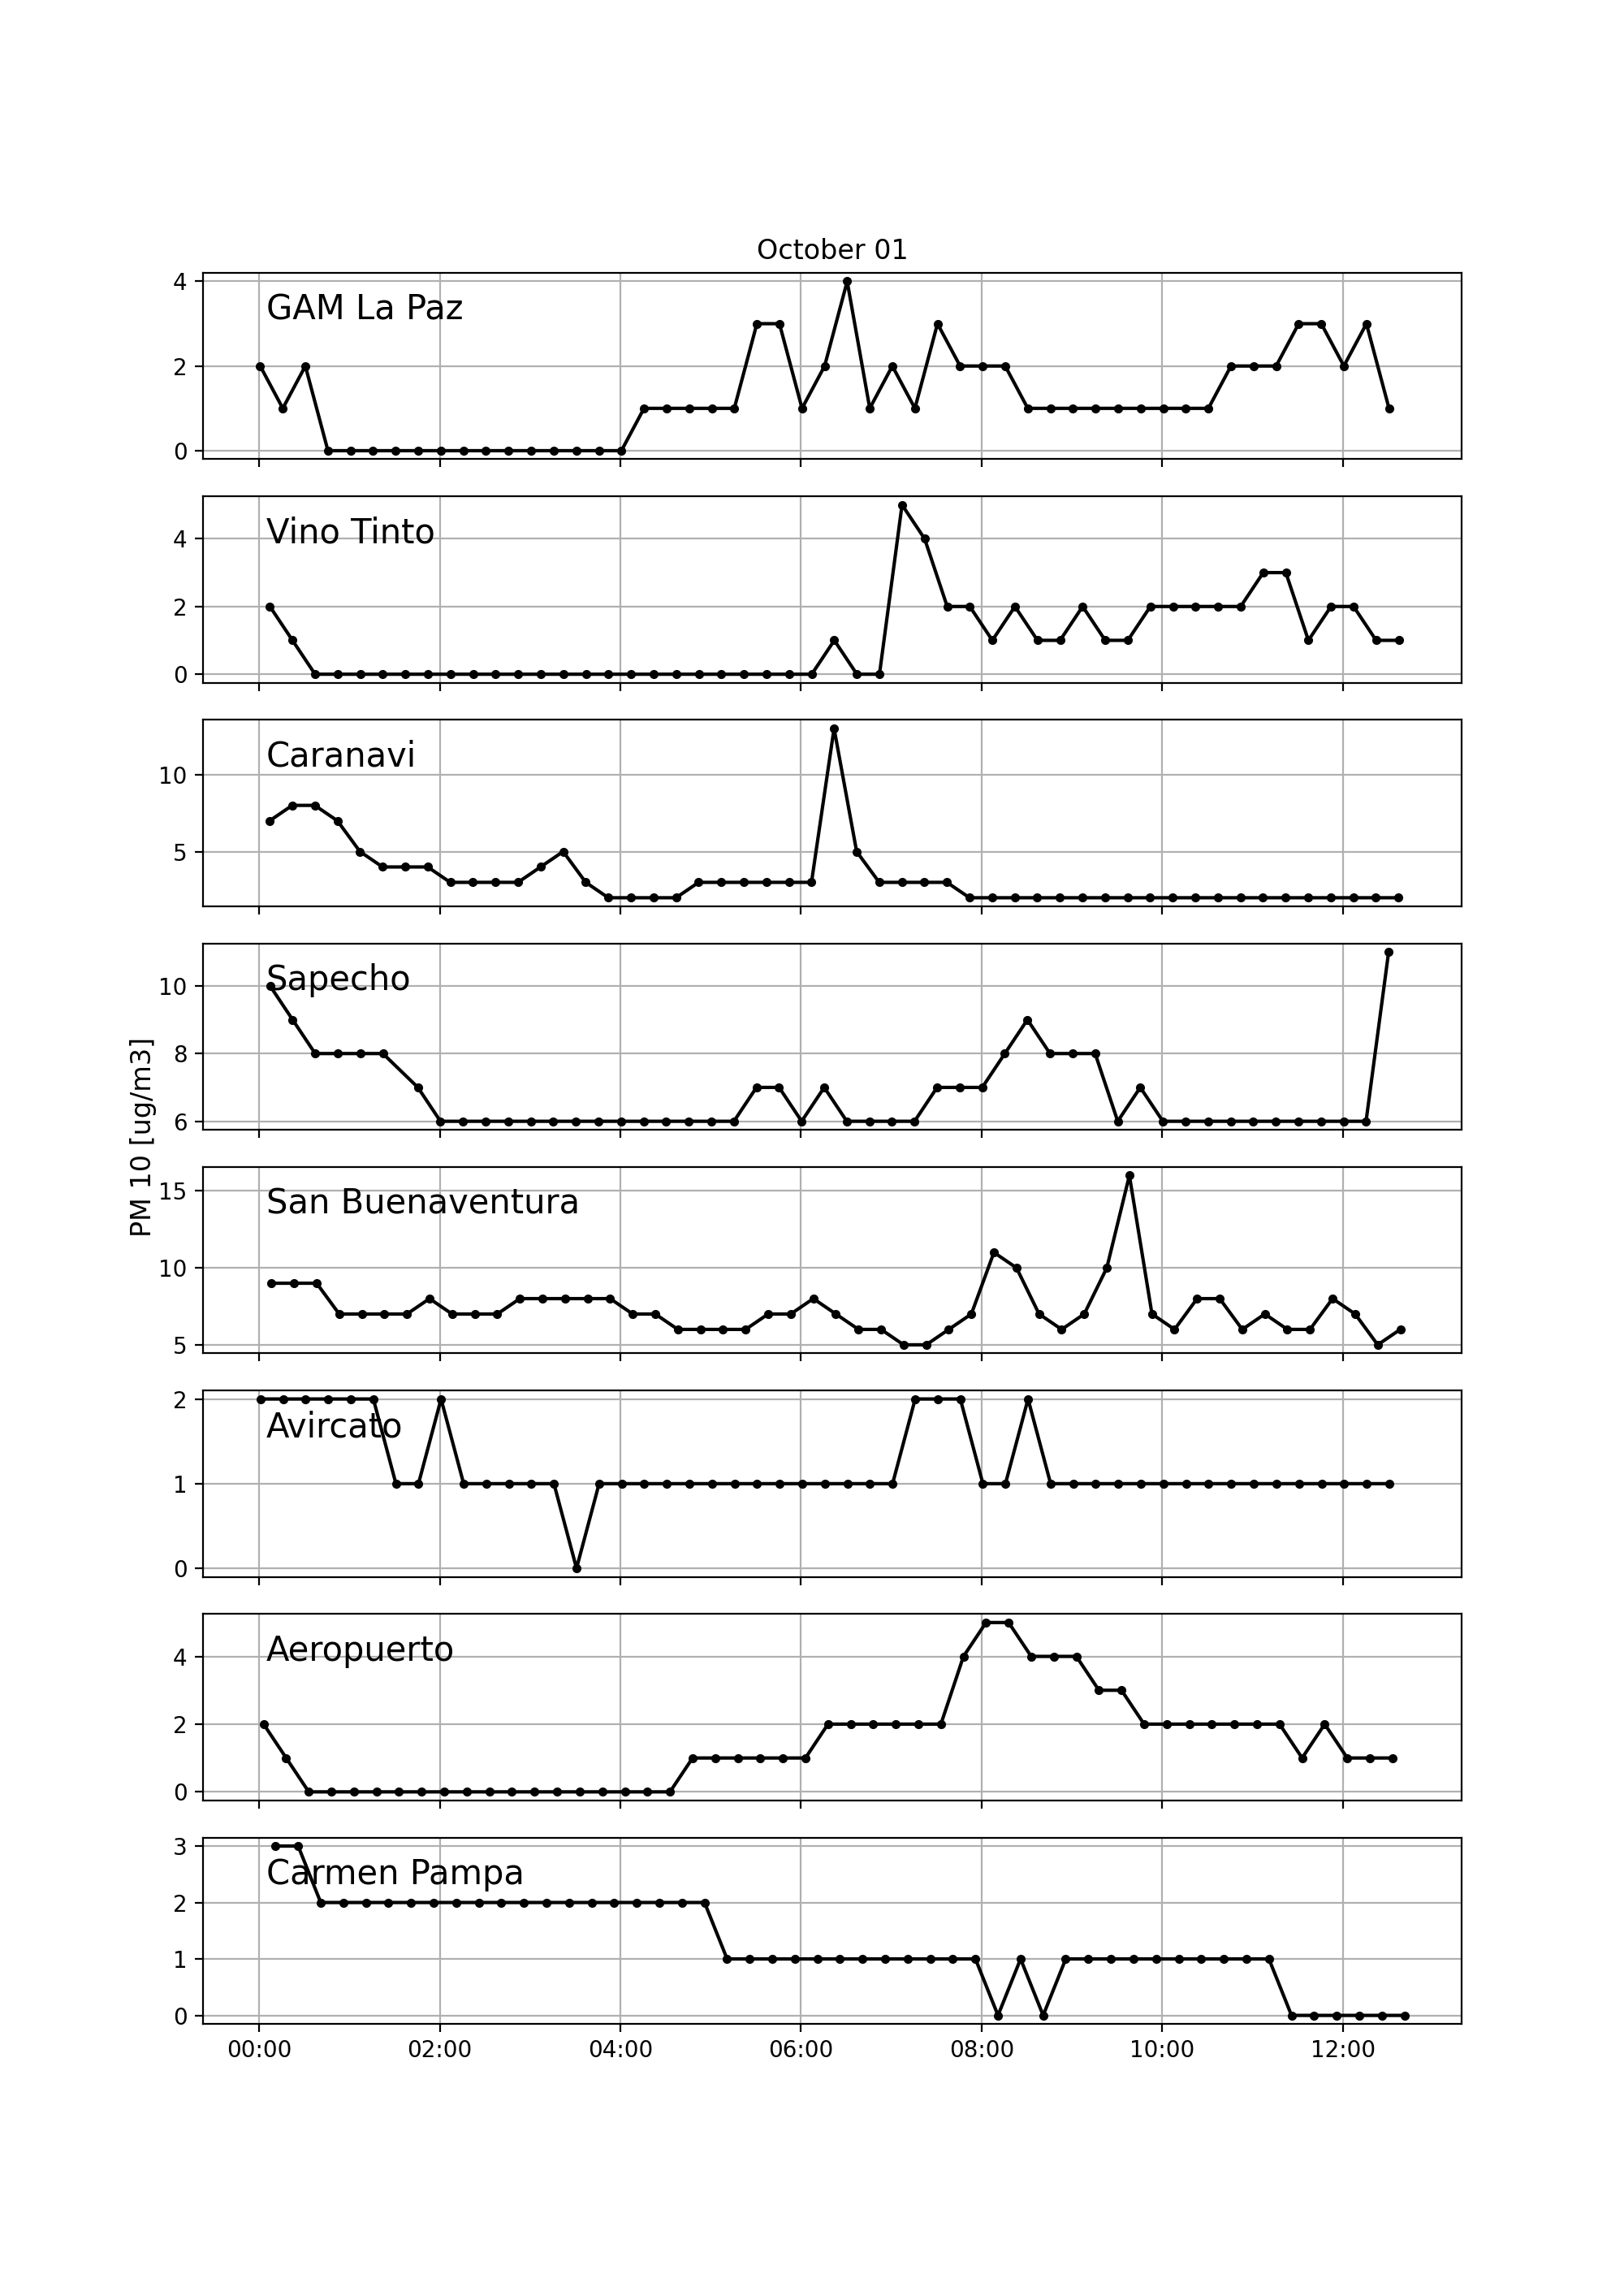 October 01
4
GAM La Paz
2
0
Vino Tinto
4
2
0
Caranavi
10
5
Sapecho
10
8
6
PM 10 [ug/m3]
15
San Buenaventura
10
5
2
Avircato
1
0
Aeropuerto
4
2
0
3
Carmen Pampa
2
1
0
00:00 02:00 04:00 06:00 08:00 10:00 12:00